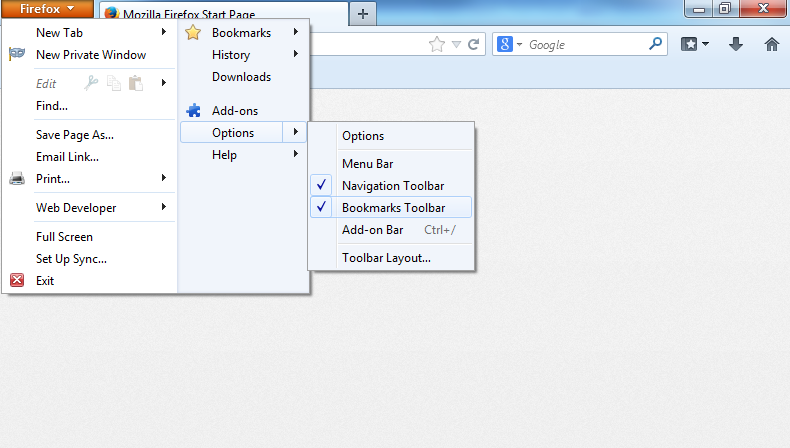 Firefox
Mozilla Firefox Start Page
New Tab
New Private Window
Edit
Find...
Save Page As...
Email Link...
Print...
Web Developer
Full Screen
Set Up Sync...
Exit
Bookmarks
History
Downloads
Add-ons
Options
Help
Options
Menu Bar
Navigation Toolbar
Bookmarks Toolbar
Add-on Bar Ctrl+/
Toolbar Layout...
8 Google